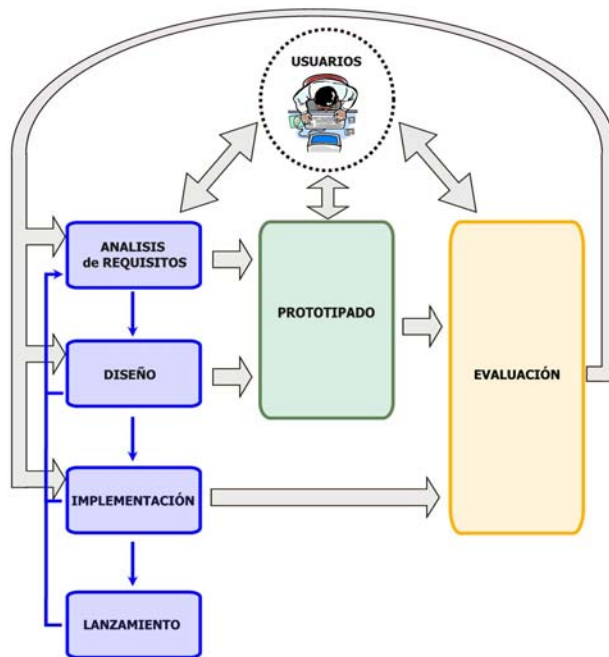 USUARIOS
ANALISIS
de REQUISITOS
PROTOTIPADO
DISEÑO
EVALUACIÓN
IMPLEMENTACIÓN
LANZAMIENTO